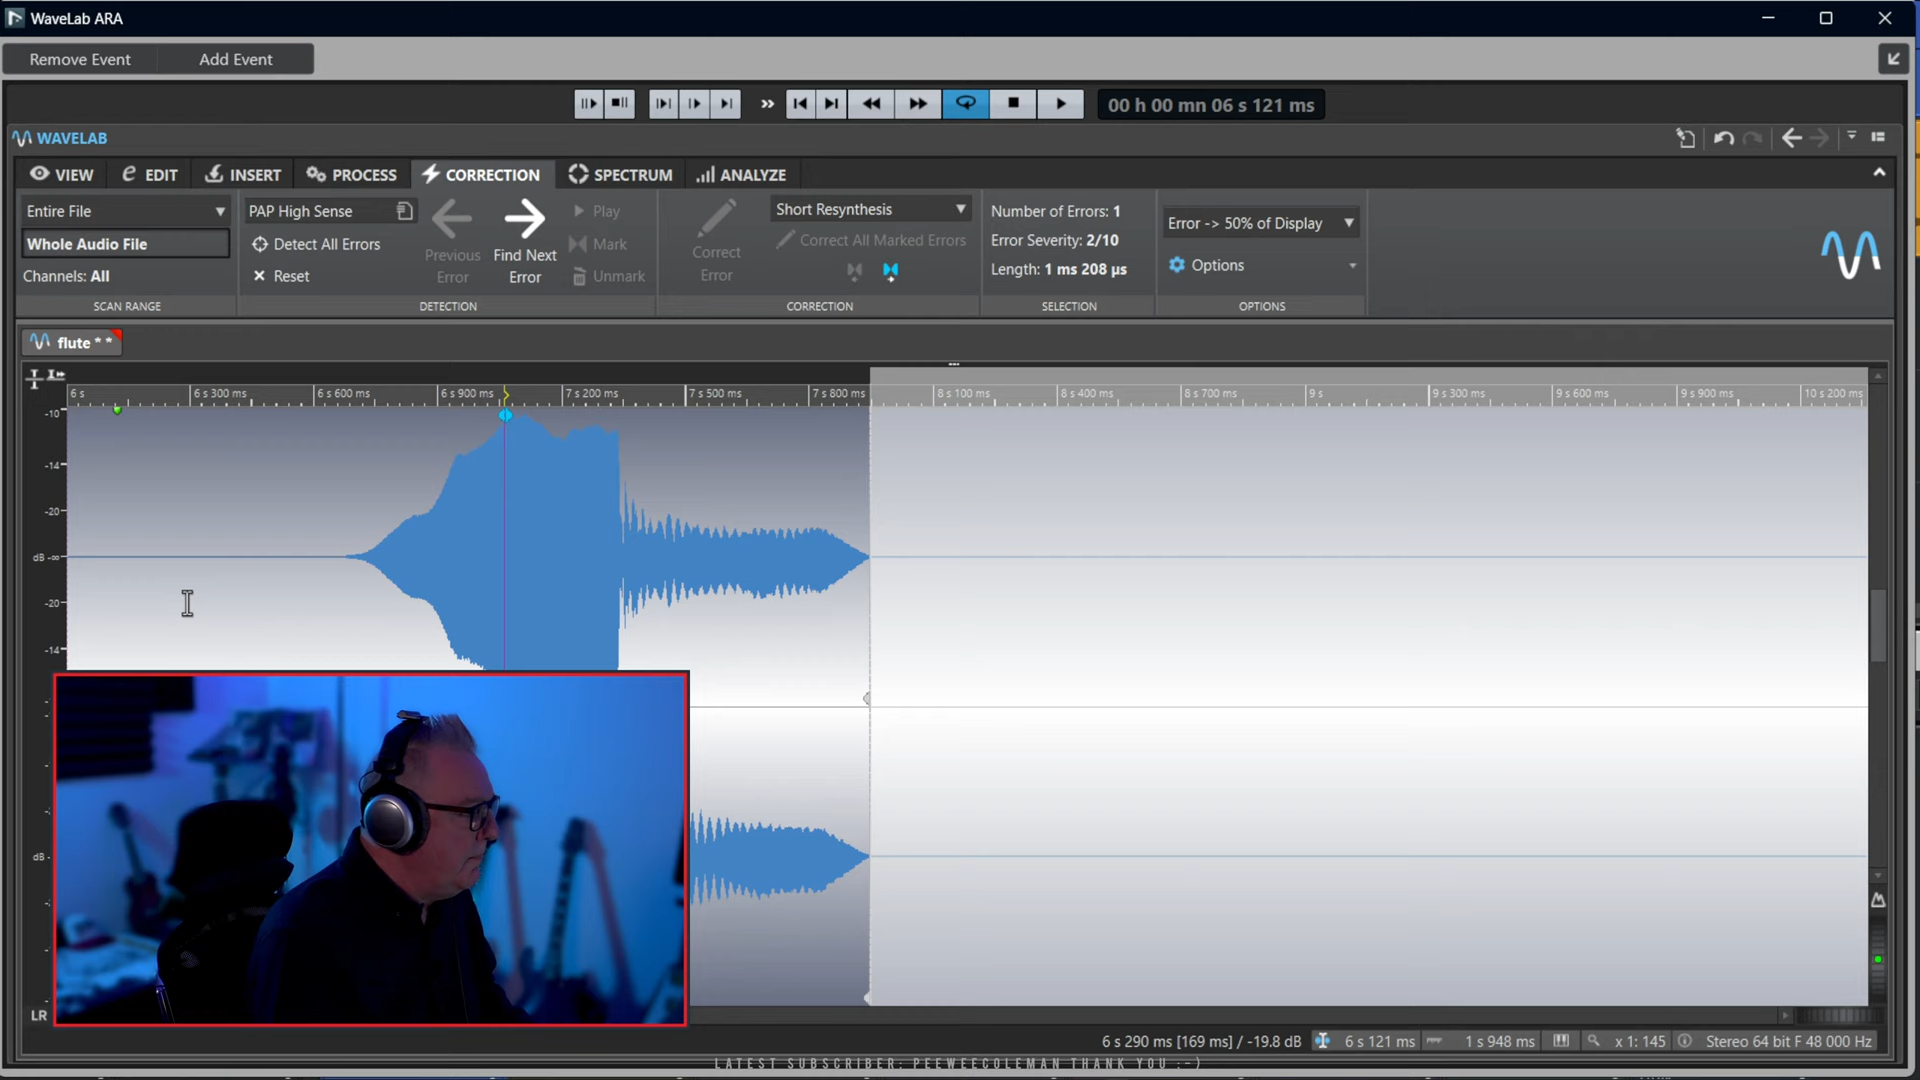 WaveLab ARA
Remove Event
Add Event
00 h 00 mn 06 s 121 ms
WAVELAB
VIEW
EDIT
INSERT
PROCESS
CORRECTION
SPECTRUM
ANALYZE
Entire File
Whole Audio File
Channels: All
SCAN RANGE
PAP High Sense
Detect All Errors
Reset
Previous
Error
Find Next
Error
Play
Mark
Unmark
DETECTION
Correct
Error
Short Resynthesis
Correct All Marked Errors
CORRECTION
Number of Errors: 1
Error Severity: 2/10
Length: 1 ms 208 µs
SELECTION
Error -> 50% of Display
Options
OPTIONS
flute * *
6 s
6 s 300 ms
6 s 600 ms
6 s 900 ms
7 s 200 ms
7 s 500 ms
7 s 800 ms
8 s 100 ms
8 s 400 ms
8 s 700 ms
9 s
9 s 300 ms
9 s 600 ms
9 s 900 ms
10 s 200 ms
-10
-14
-20
dB -∞
-20
-14
dB
LR
6 s 290 ms [169 ms] / -19.8 dB
6 s 121 ms
1 s 948 ms
x 1: 145
Stereo 64 bit F 48 000 Hz
LATEST SUBSCRIBER: PEEWEECOLEMAN THANK YOU :-)